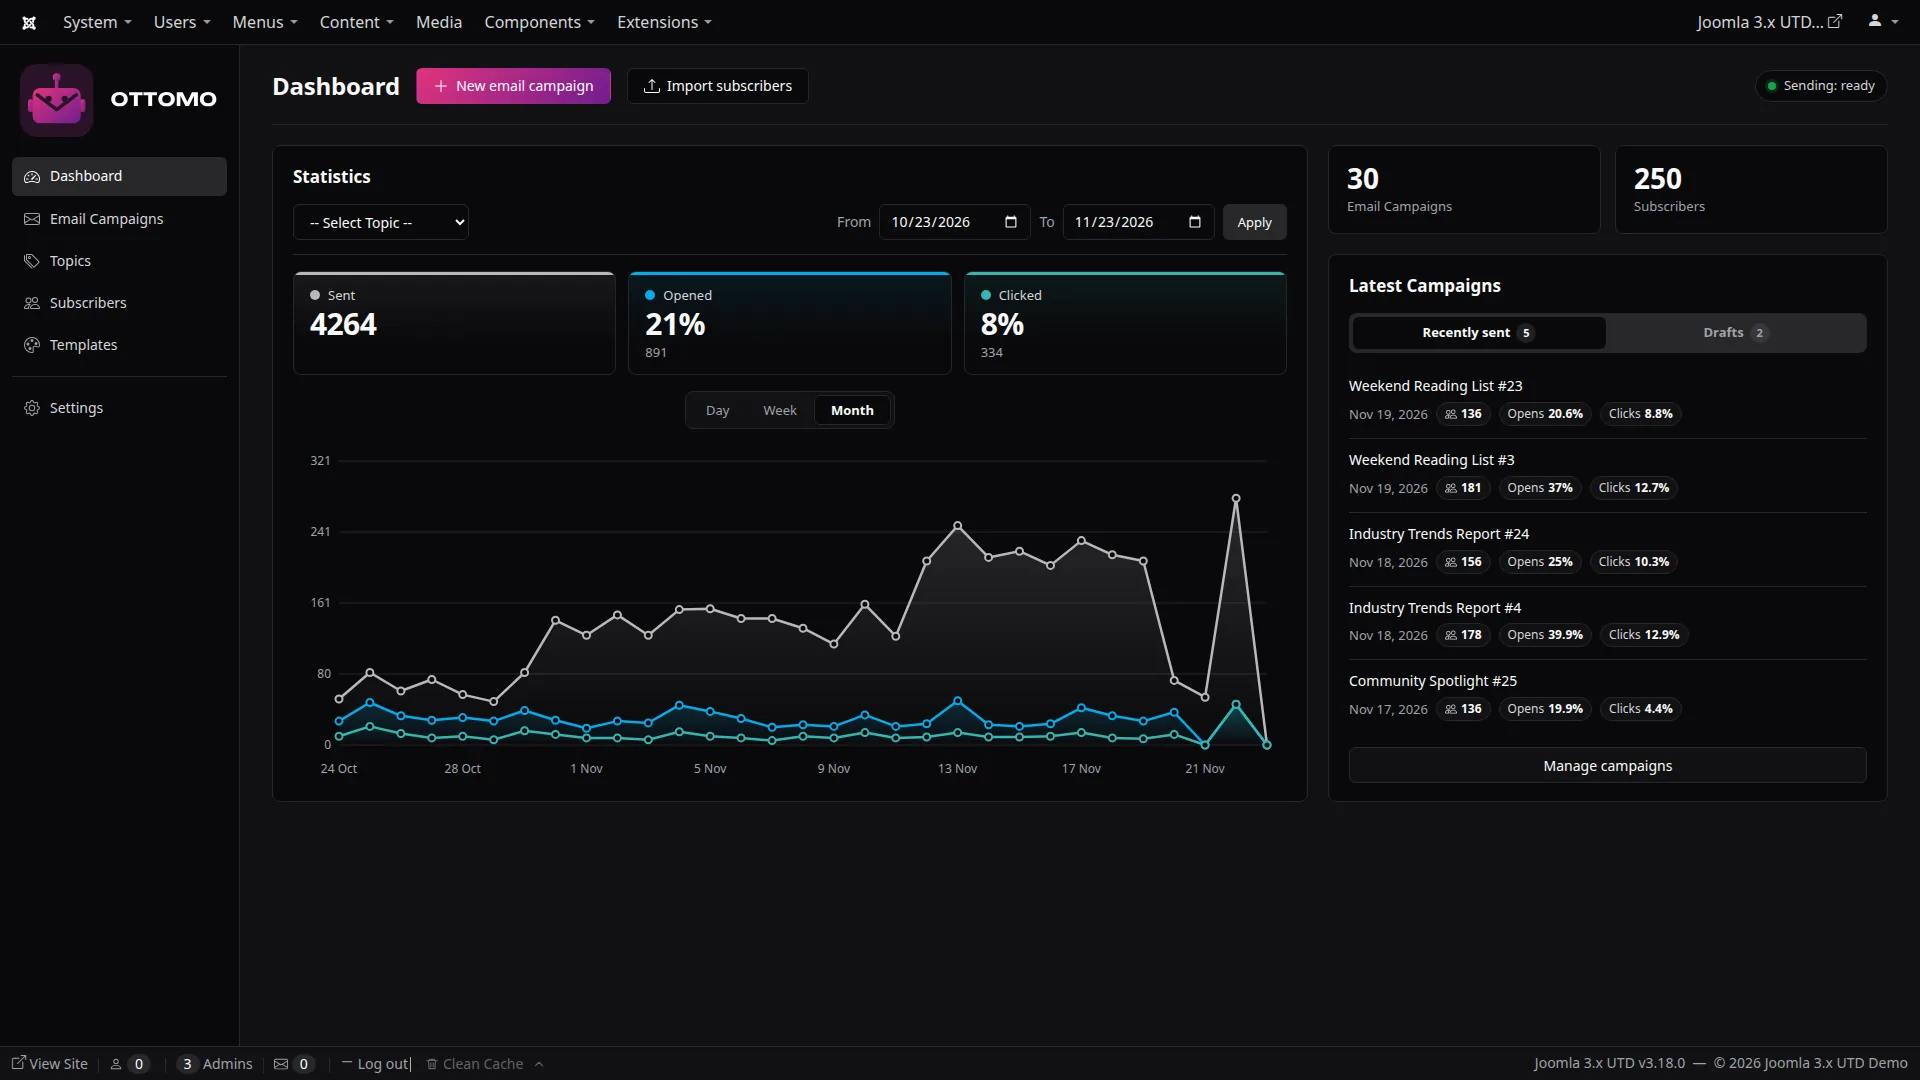 System Users Menus Content Media Components Extensions Joomla 3.x UTD...
OTTOMO
Dashboard
Email Campaigns
Topics
Subscribers
Templates
Settings
Dashboard + New email campaign Import subscribers Sending: ready
Statistics
-- Select Topic -- From 10/23/2026 To 11/23/2026 Apply
Sent
4264
Opened
21%
891
Clicked
8%
334
Day Week Month
321
241
161
80
0
24 Oct 28 Oct 1 Nov 5 Nov 9 Nov 13 Nov 17 Nov 21 Nov
30
Email Campaigns
250
Subscribers
Latest Campaigns
Recently sent 5 Drafts 2
Weekend Reading List #23
Nov 19, 2026 136 Opens 20.6% Clicks 8.8%
Weekend Reading List #3
Nov 19, 2026 181 Opens 37% Clicks 12.7%
Industry Trends Report #24
Nov 18, 2026 156 Opens 25% Clicks 10.3%
Industry Trends Report #4
Nov 18, 2026 178 Opens 39.9% Clicks 12.9%
Community Spotlight #25
Nov 17, 2026 136 Opens 19.9% Clicks 4.4%
Manage campaigns
View Site 0 3 Admins 0 Log out Clean Cache Joomla 3.x UTD v3.18.0 — © 2026 Joomla 3.x UTD Demo